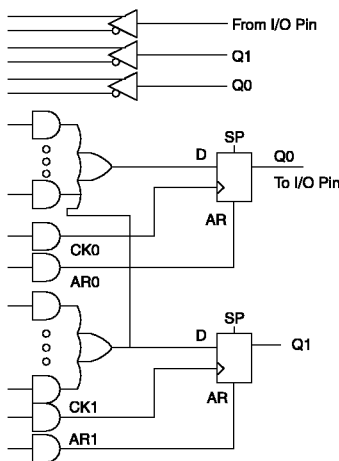 From I/O Pin
Q1
Q0
SP
D
Q0
To I/O Pin
AR
CK0
AR0
SP
D
Q1
AR
CK1
AR1